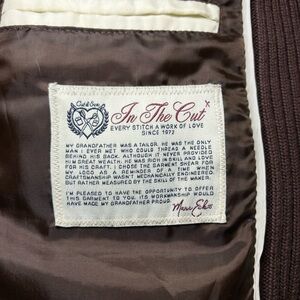 Cut & Sew
In The Cut
EVERY STITCH A WORK OF LOVE
SINCE 1972
MY GRANDFATHER WAS A TAILOR. HE WAS THE ONLY
MAN I EVER MET WHO COULD THREAD A NEEDLE
BEHIND HIS BACK. ALTHOUGH IT NEVER PROVIDED
HIM GREAT WEALTH, HE WAS RICH IN SKILL AND LOVE
FOR HIS CRAFT. I CHOSE THE GARMENT SHEAR FOR
MY LOGO AS A REMINDER OF A TIME WHEN
CRAFTSMANSHIP WASN'T MECHANICALLY ENGINEERED,
BUT RATHER MEASURED BY THE SKILL OF THE MAKER.
I'M PLEASED TO HAVE THE OPPORTUNITY TO OFFER
THIS GARMENT TO YOU. ITS WORKMANSHIP WOULD
HAVE MADE MY GRANDFATHER PROUD.
Marc Ecko